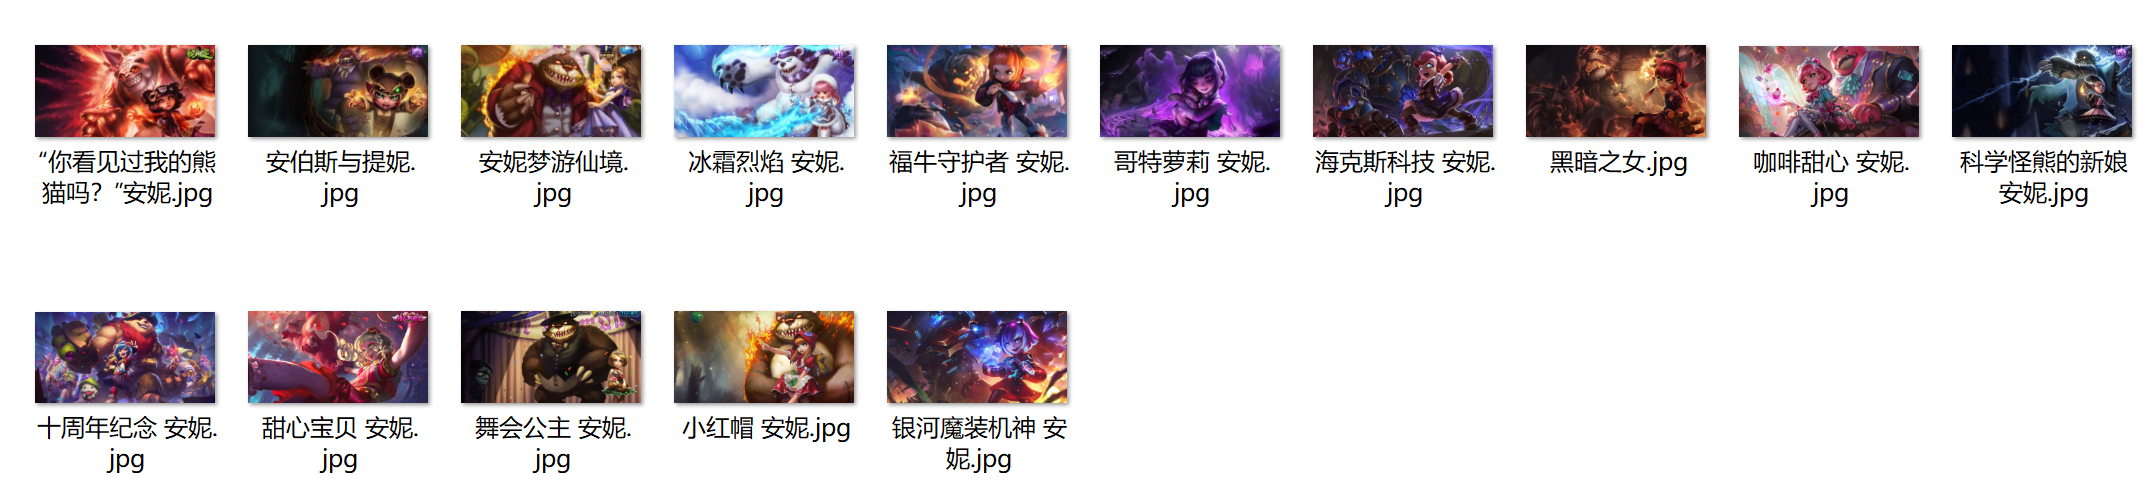 “你看见过我的熊
猫吗？”安妮.jpg
安伯斯与提妮.
jpg
安妮梦游仙境.
jpg
冰霜烈焰 安妮.
jpg
福牛守护者 安妮.
jpg
哥特萝莉 安妮.
jpg
海克斯科技 安妮.
jpg
黑暗之女.jpg
咖啡甜心 安妮.
jpg
科学怪熊的新娘
安妮.jpg
十周年纪念 安妮.
jpg
甜心宝贝 安妮.
jpg
舞会公主 安妮.
jpg
小红帽 安妮.jpg
银河魔装机神 安
妮.jpg